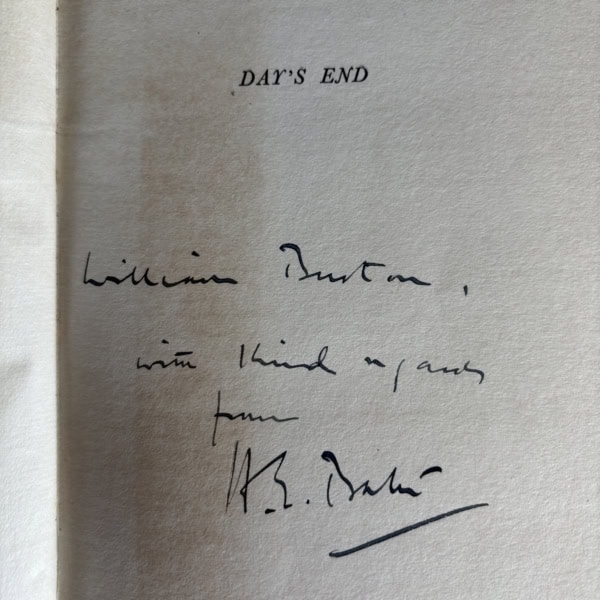 DAY'S END
William Burton,
with kind regards
from
H.E. Bates